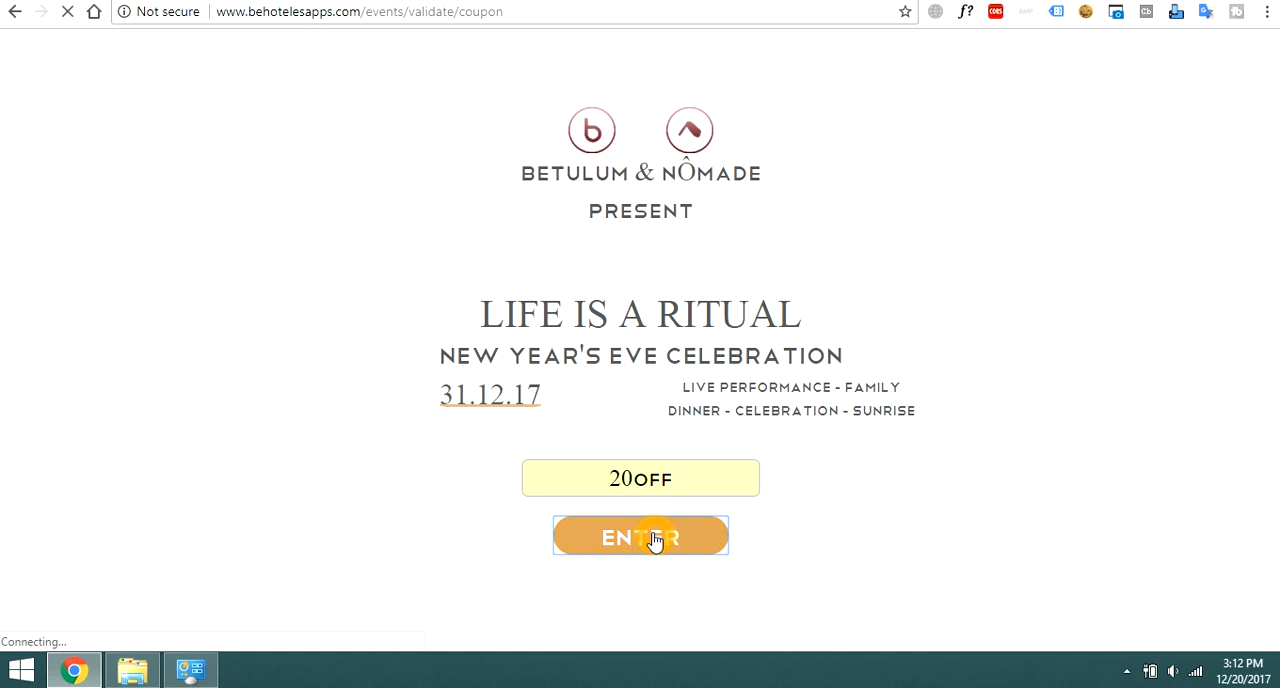 Not secure
www.behotelesapps.com/events/validate/coupon
b
BETULUM & NÔMADE
PRESENT
LIFE IS A RITUAL
NEW YEAR'S EVE CELEBRATION
31.12.17
LIVE PERFORMANCE - FAMILY
DINNER - CELEBRATION - SUNRISE
20OFF
ENTER
Connecting...
3:12 PM
12/20/2017